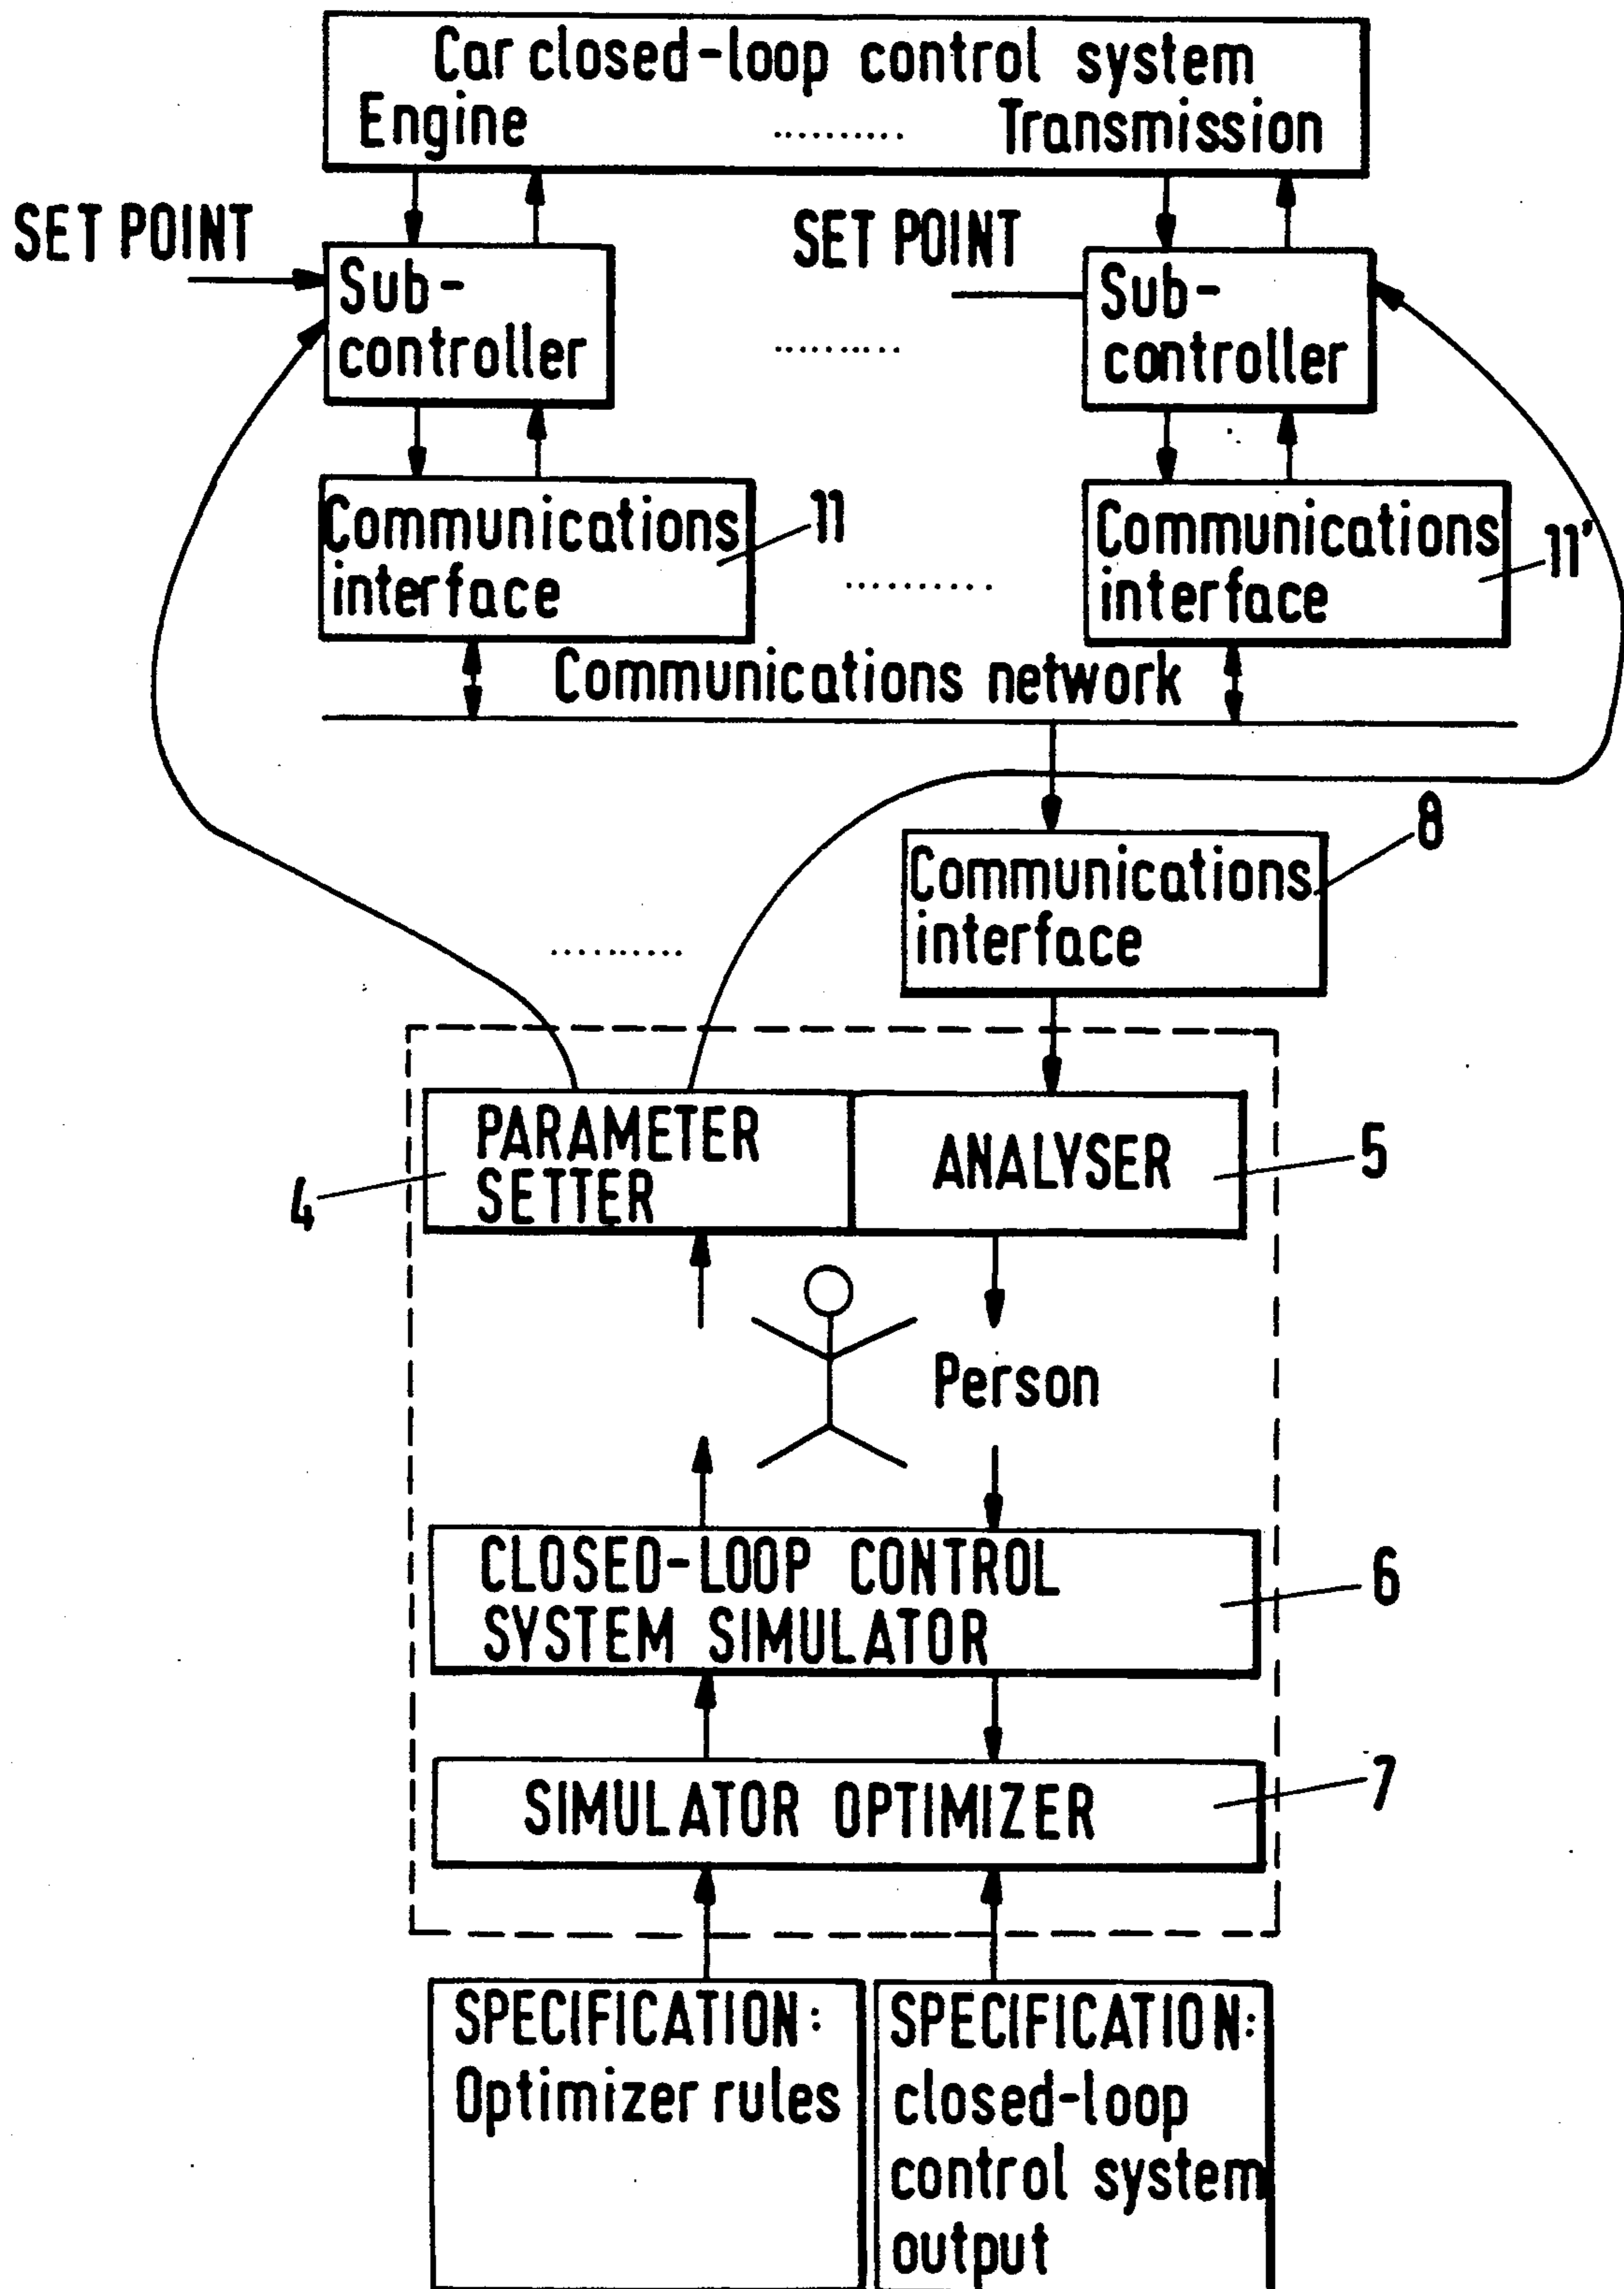 Car closed-loop control system
Engine .......... Transmission
SET POINT
SET POINT
Sub-
controller
..........
Sub-
controller
Communications
interface
11
..........
Communications
interface
11'
Communications network
Communications
interface
8
..........
PARAMETER
SETTER
4
ANALYSER
5
Person
CLOSED-LOOP CONTROL
SYSTEM SIMULATOR
6
SIMULATOR OPTIMIZER
7
SPECIFICATION:
Optimizer rules
SPECIFICATION:
closed-loop
control system
output